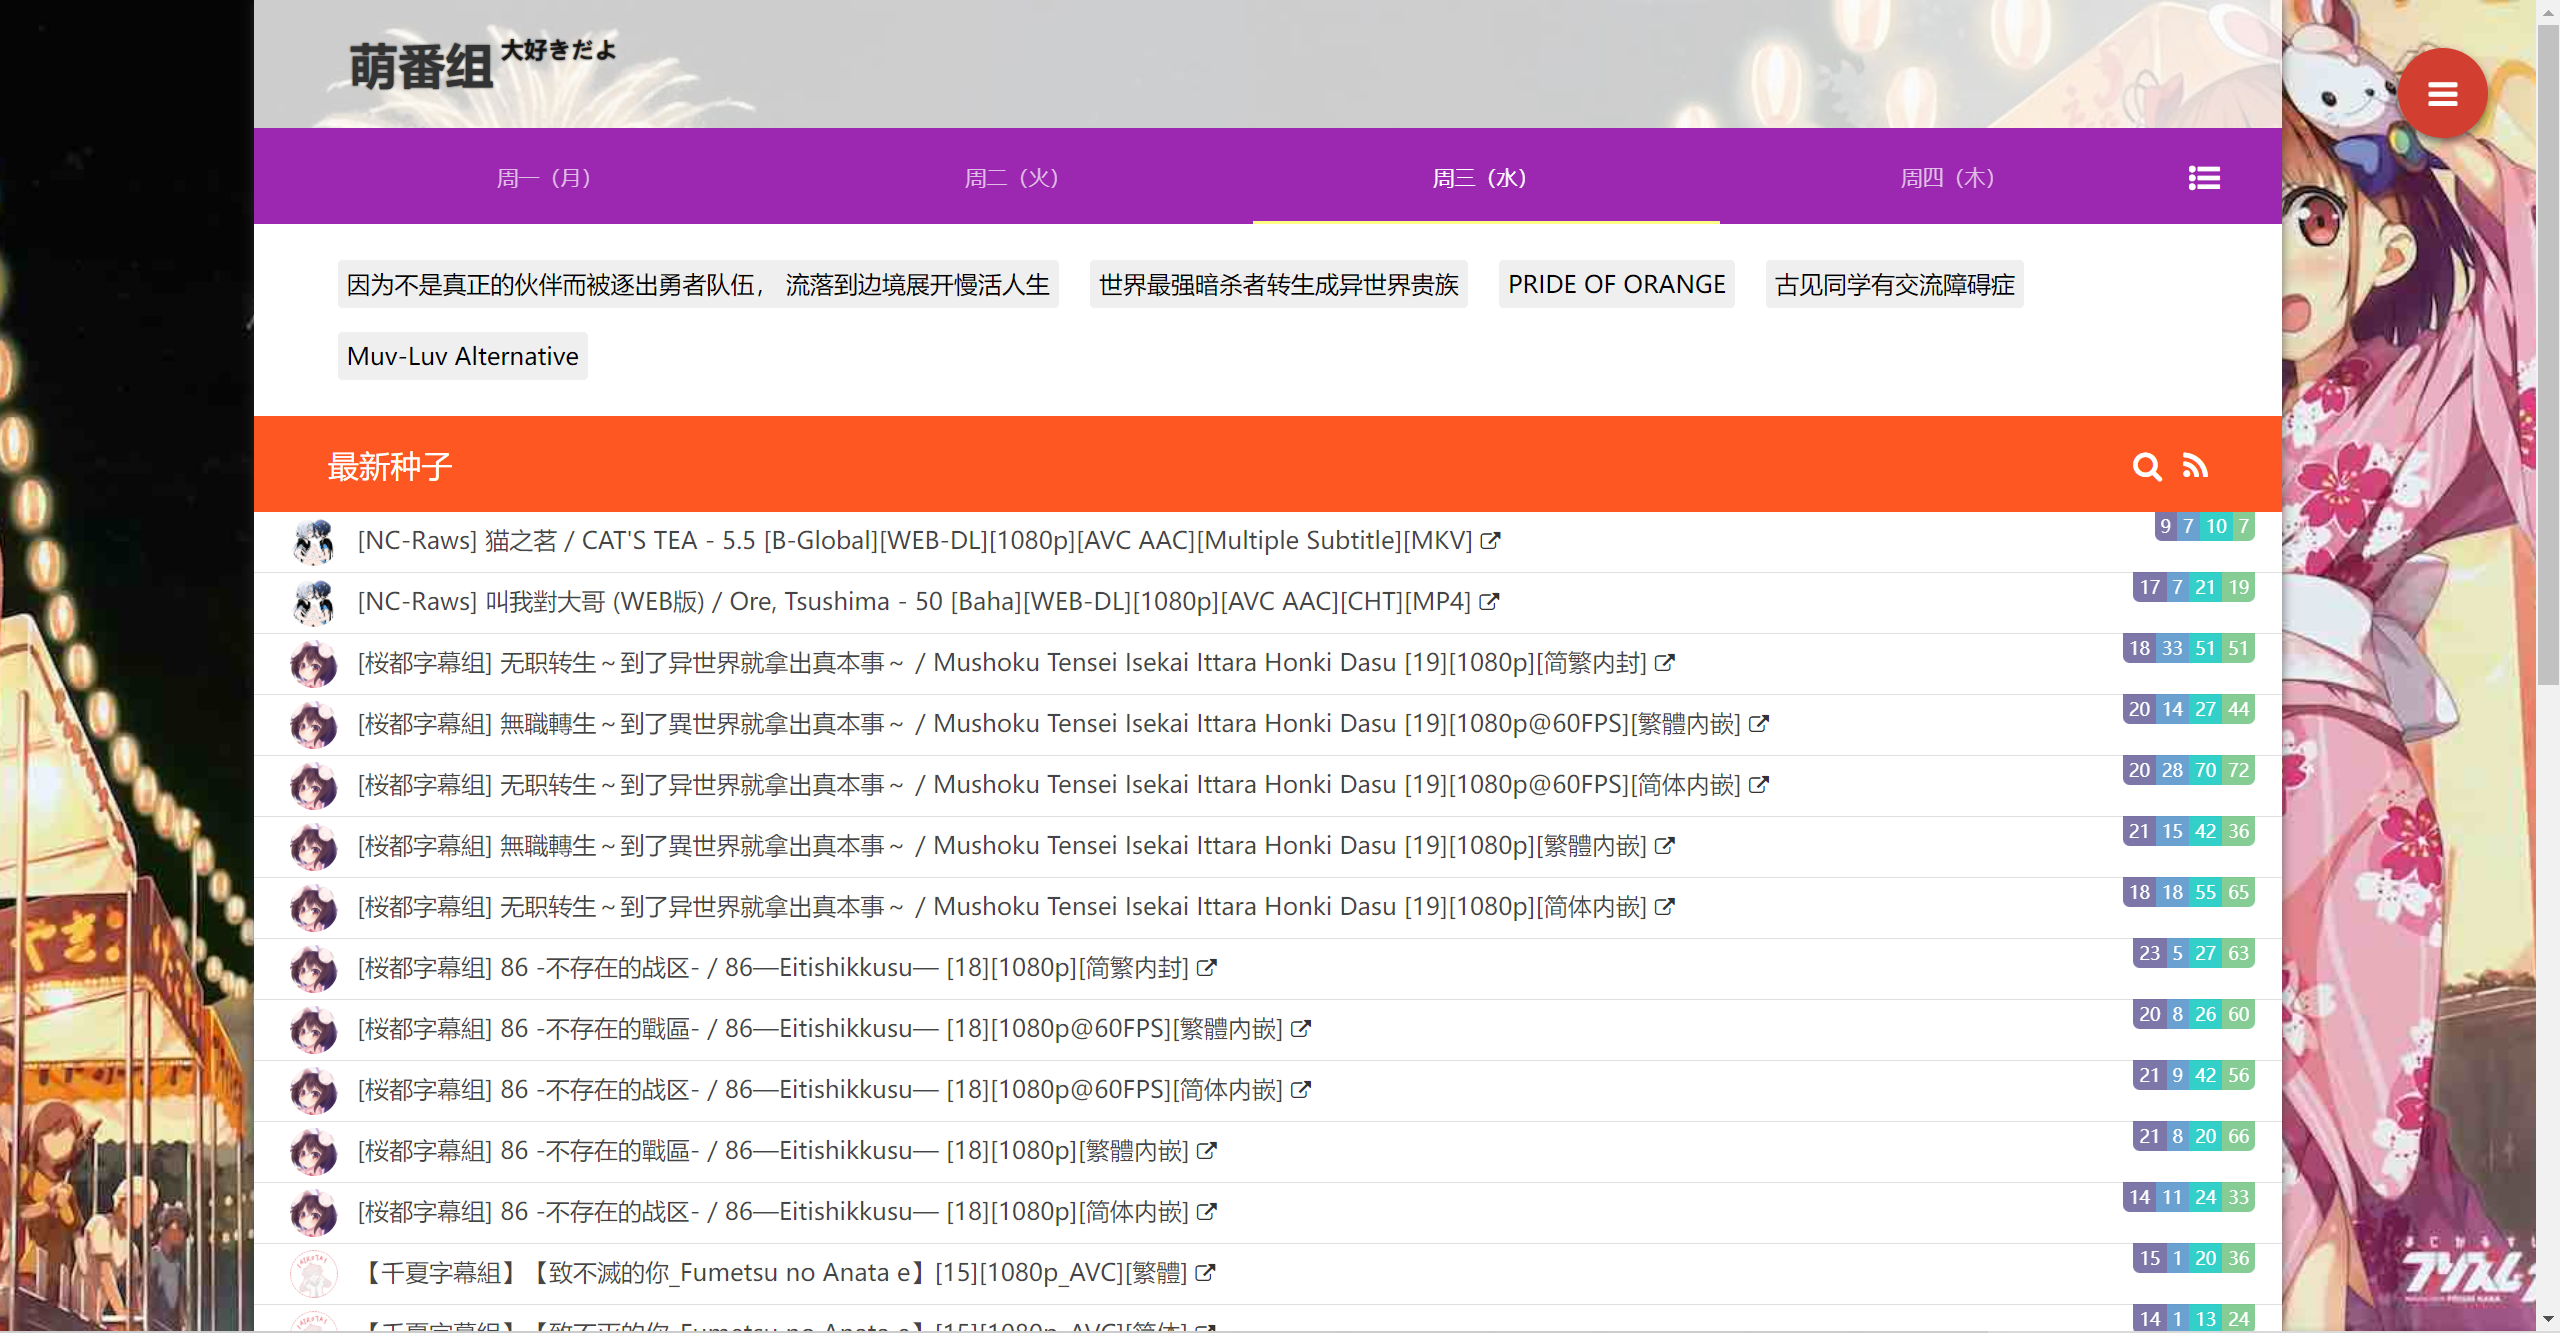 萌番组 大好きだよ
周一（月） 周二（火） 周三（水） 周四（木）
因为不是真正的伙伴而被逐出勇者队伍， 流落到边境展开慢活人生 世界最强暗杀者转生成异世界贵族 PRIDE OF ORANGE 古见同学有交流障碍症
Muv-Luv Alternative
最新种子
[NC-Raws] 猫之茗 / CAT'S TEA - 5.5 [B-Global][WEB-DL][1080p][AVC AAC][Multiple Subtitle][MKV] 9 7 10 7
[NC-Raws] 叫我對大哥 (WEB版) / Ore, Tsushima - 50 [Baha][WEB-DL][1080p][AVC AAC][CHT][MP4] 17 7 21 19
[桜都字幕组] 无职转生～到了异世界就拿出真本事～ / Mushoku Tensei Isekai Ittara Honki Dasu [19][1080p][简繁内封] 18 33 51 51
[桜都字幕組] 無職轉生～到了異世界就拿出真本事～ / Mushoku Tensei Isekai Ittara Honki Dasu [19][1080p@60FPS][繁體內嵌] 20 14 27 44
[桜都字幕组] 无职转生～到了异世界就拿出真本事～ / Mushoku Tensei Isekai Ittara Honki Dasu [19][1080p@60FPS][简体内嵌] 20 28 70 72
[桜都字幕組] 無職轉生～到了異世界就拿出真本事～ / Mushoku Tensei Isekai Ittara Honki Dasu [19][1080p][繁體內嵌] 21 15 42 36
[桜都字幕组] 无职转生～到了异世界就拿出真本事～ / Mushoku Tensei Isekai Ittara Honki Dasu [19][1080p][简体内嵌] 18 18 55 65
[桜都字幕组] 86 -不存在的战区- / 86—Eitishikkusu— [18][1080p][简繁内封] 23 5 27 63
[桜都字幕組] 86 -不存在的戰區- / 86—Eitishikkusu— [18][1080p@60FPS][繁體內嵌] 20 8 26 60
[桜都字幕组] 86 -不存在的战区- / 86—Eitishikkusu— [18][1080p@60FPS][简体内嵌] 21 9 42 56
[桜都字幕組] 86 -不存在的戰區- / 86—Eitishikkusu— [18][1080p][繁體內嵌] 21 8 20 66
[桜都字幕组] 86 -不存在的战区- / 86—Eitishikkusu— [18][1080p][简体内嵌] 14 11 24 33
【千夏字幕組】【致不滅的你_Fumetsu no Anata e】[15][1080p_AVC][繁體] 15 1 20 36
【千夏字幕组】【致不灭的你_Fumetsu no Anata e】[15][1080p_AVC][简体] 14 1 13 24